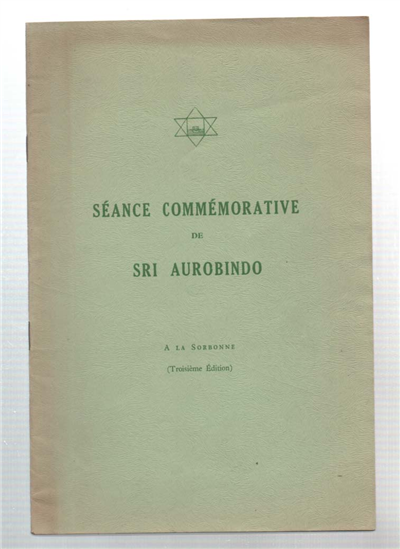 SÉANCE COMMÉMORATIVE
DE
SRI AUROBINDO
A LA SORBONNE
(Troisième Édition)